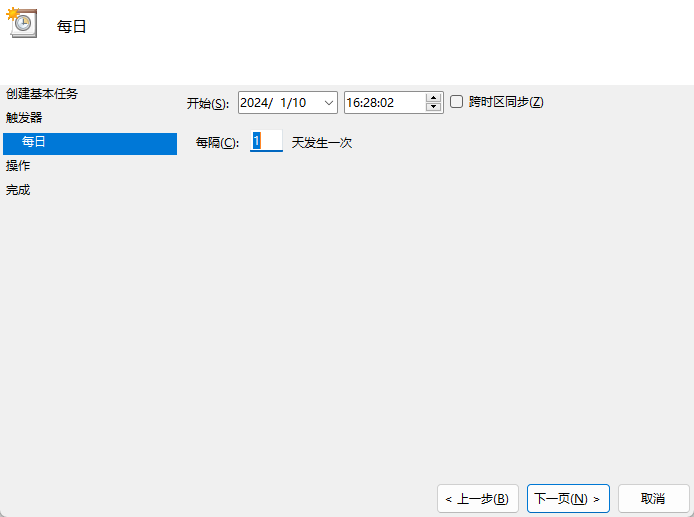 每日
创建基本任务
触发器
每日
操作
完成
开始(S): 2024/ 1/10 16:28:02 跨时区同步(Z)
每隔(C): 1 天发生一次
< 上一步(B) 下一页(N) > 取消